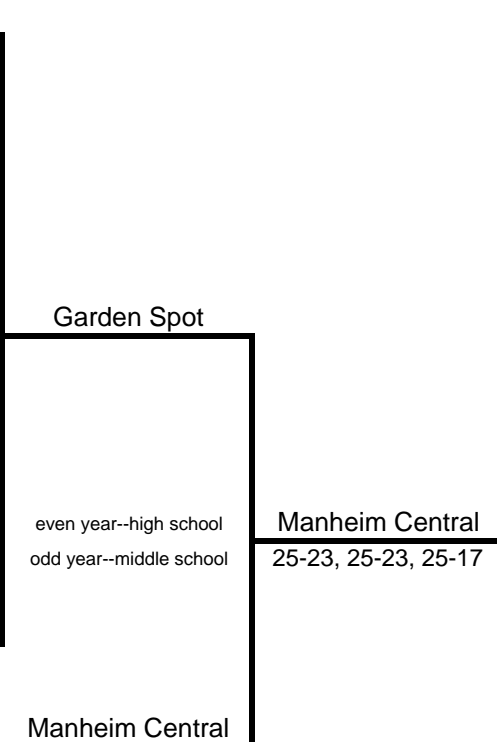 Garden Spot
even year--high school
odd year--middle school
Manheim Central
25-23, 25-23, 25-17
Manheim Central